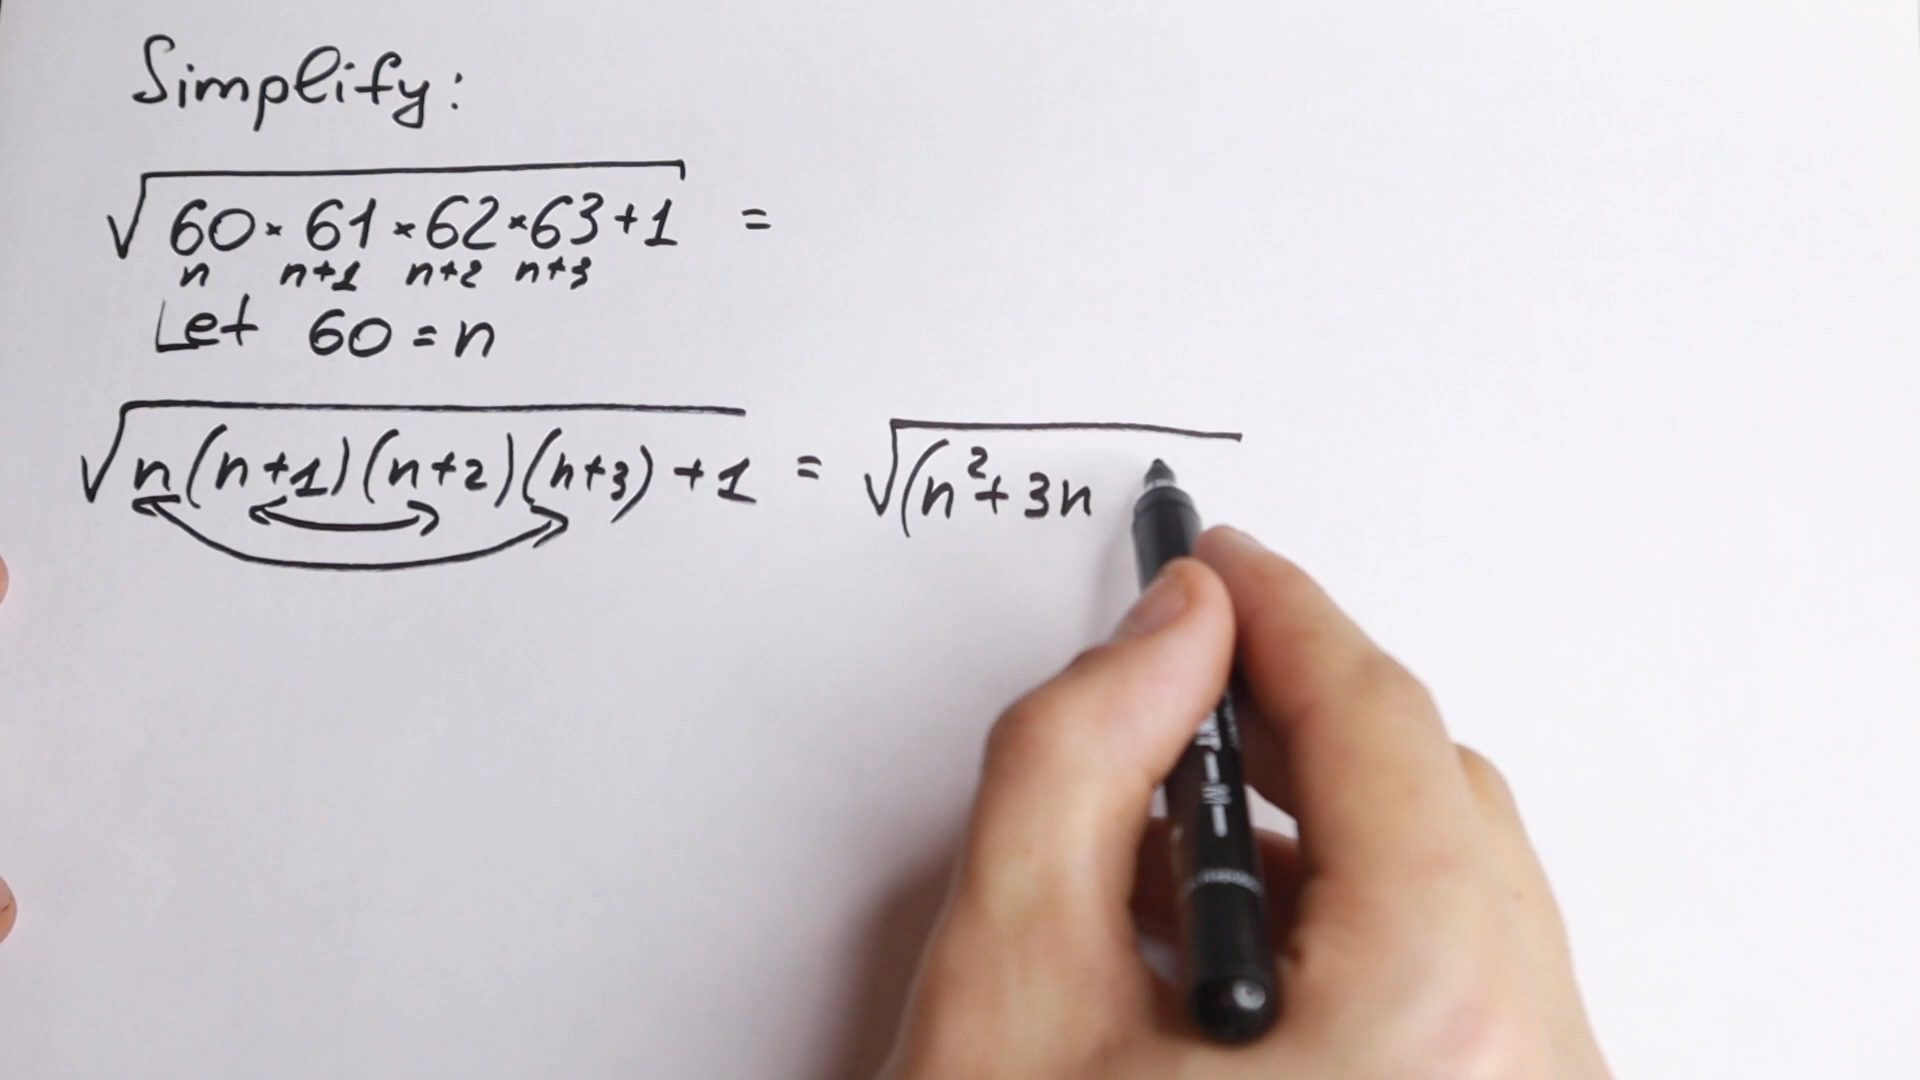 Simplify:
√60×61×62×63+1 =
n n+1 n+2 n+3
Let 60=n
√n(n+1)(n+2)(n+3)+1 = √(n²+3n